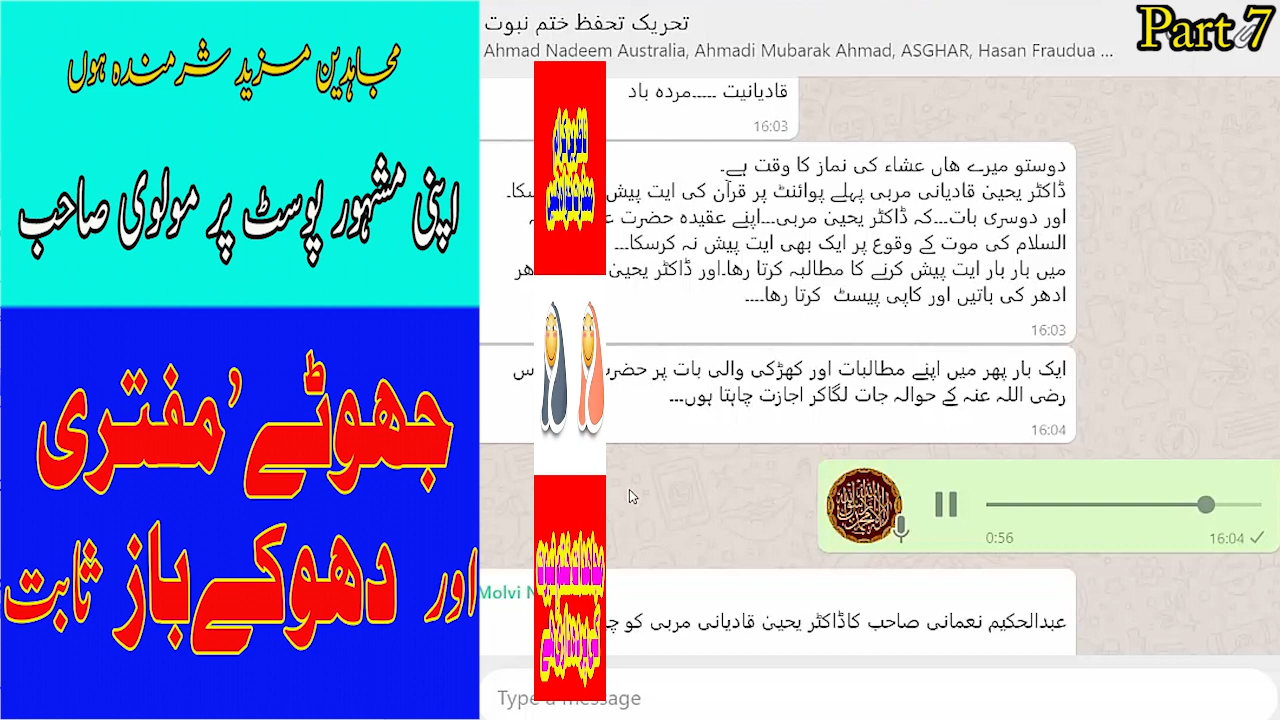 مجاہدین مزید شرمندہ ہوں
اپنی مشہور پوسٹ پر مولوی صاحب
جھوٹے ُمفتری
اور دھوکے باز ثابت
Part 7
تحریک تحفظ ختم نبوت
Ahmad Nadeem Australia, Ahmadi Mubarak Ahmad, ASGHAR, Hasan Fraudua ...
قادیانیت .....مردہ باد
16:03
دوستو میرے ھاں عشاء کی نماز کا وقت ہے۔
ڈاکٹر یحییٰ قادیانی مربی پہلے پوائنٹ پر قرآن کی ایت پیش سکا۔
اور دوسری بات...کہ ڈاکٹر یحییٰ مربی...اپنے عقیدہ حضرت
السلام کی موت کے وقوع پر ایک بھی ایت پیش نہ کرسکا...
میں بار بار ایت پیش کرنے کا مطالبہ کرتا رھا۔اور ڈاکٹر یحییٰ
ادھر کی باتیں اور کاپی پیسٹ کرتا رھا....
16:03
ایک بار پھر میں اپنے مطالبات اور کھڑکی والی بات پر
رضی اللہ عنہ کے حوالہ جات لگاکر اجازت چاہتا ہوں...
16:04
0:56
16:04
Molvi
عبدالحکیم نعمانی صاحب کاڈاکٹر یحییٰ قادیانی مربی کو
Type a message